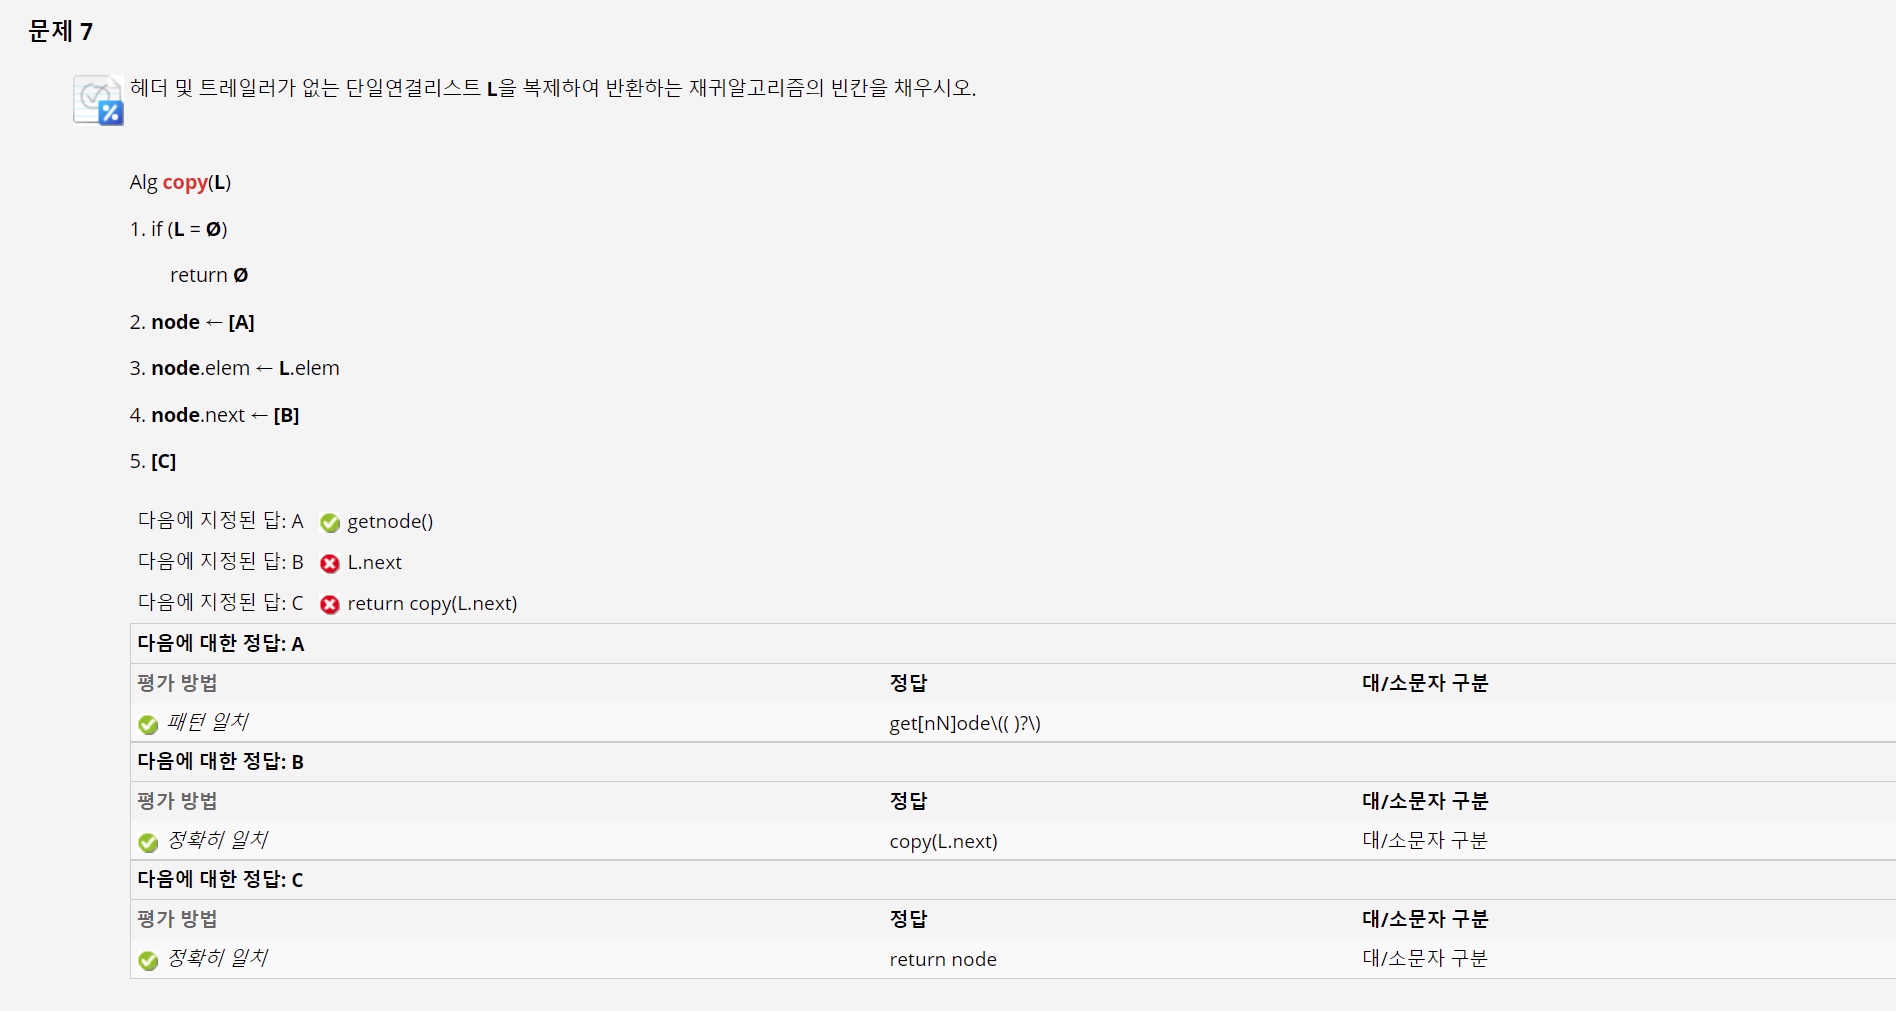 문제 7
헤더 및 트레일러가 없는 단일연결리스트 L을 복제하여 반환하는 재귀알고리즘의 빈칸을 채우시오.
Alg copy(L)
1. if (L = Ø)
return Ø
2. node ← [A]
3. node.elem ← L.elem
4. node.next ← [B]
5. [C]
다음에 지정된 답: A getnode()
다음에 지정된 답: B L.next
다음에 지정된 답: C return copy(L.next)
다음에 대한 정답: A
평가 방법 정답 대/소문자 구분
패턴 일치 get[nN]ode\(( )?\)
다음에 대한 정답: B
평가 방법 정답 대/소문자 구분
정확히 일치 copy(L.next) 대/소문자 구분
다음에 대한 정답: C
평가 방법 정답 대/소문자 구분
정확히 일치 return node 대/소문자 구분